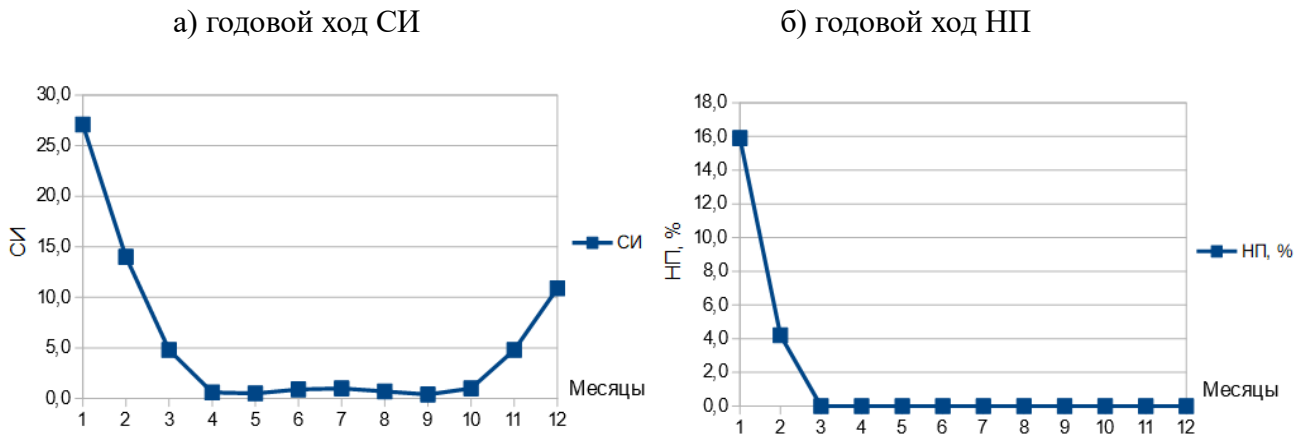 а) годовой ход СИ
30,0
25,0
20,0
15,0
10,0
5,0
0,0
СИ
1 2 3 4 5 6 7 8 9 10 11 12
Месяцы
СИ
б) годовой ход НП
18,0
16,0
14,0
12,0
10,0
8,0
6,0
4,0
2,0
0,0
НП, %
1 2 3 4 5 6 7 8 9 10 11 12
Месяцы
НП, %